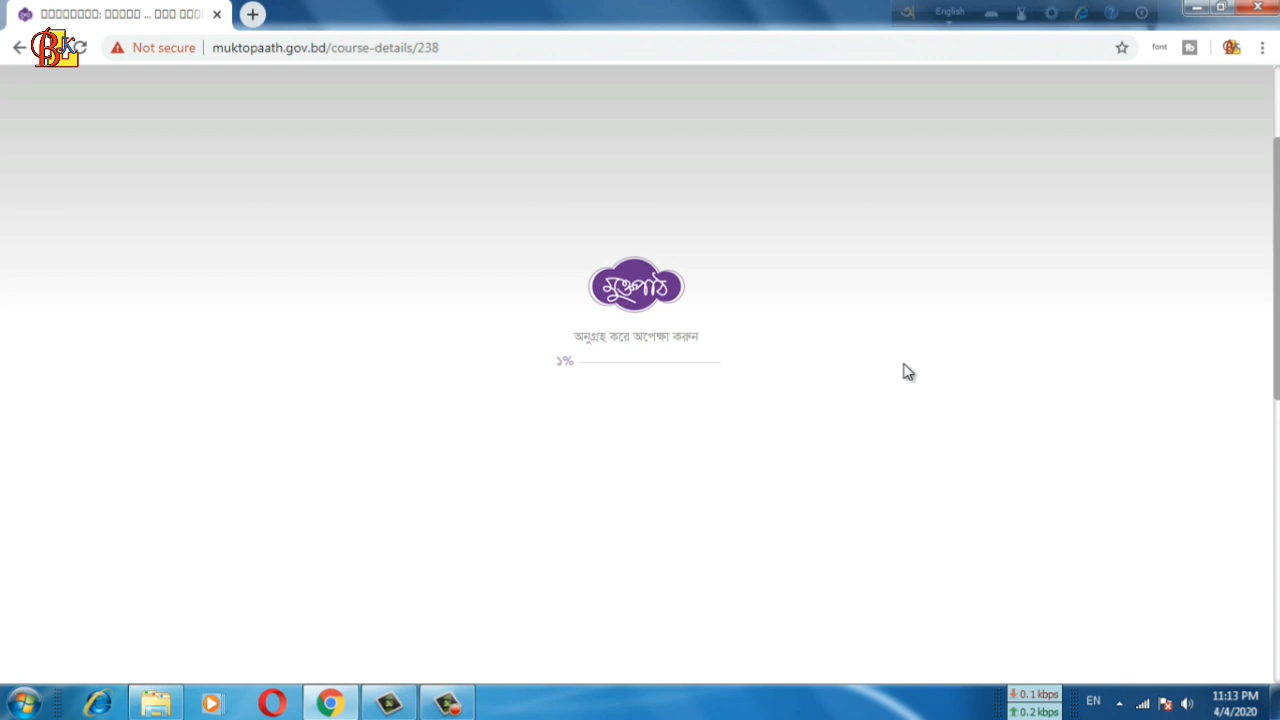 English
Not secure
muktopaath.gov.bd/course-details/238
font
মুক্তপাঠ
অনুগ্রহ করে অপেক্ষা করুন
১%
0.1 kbps
0.2 kbps
EN
11:13 PM
4/4/2020